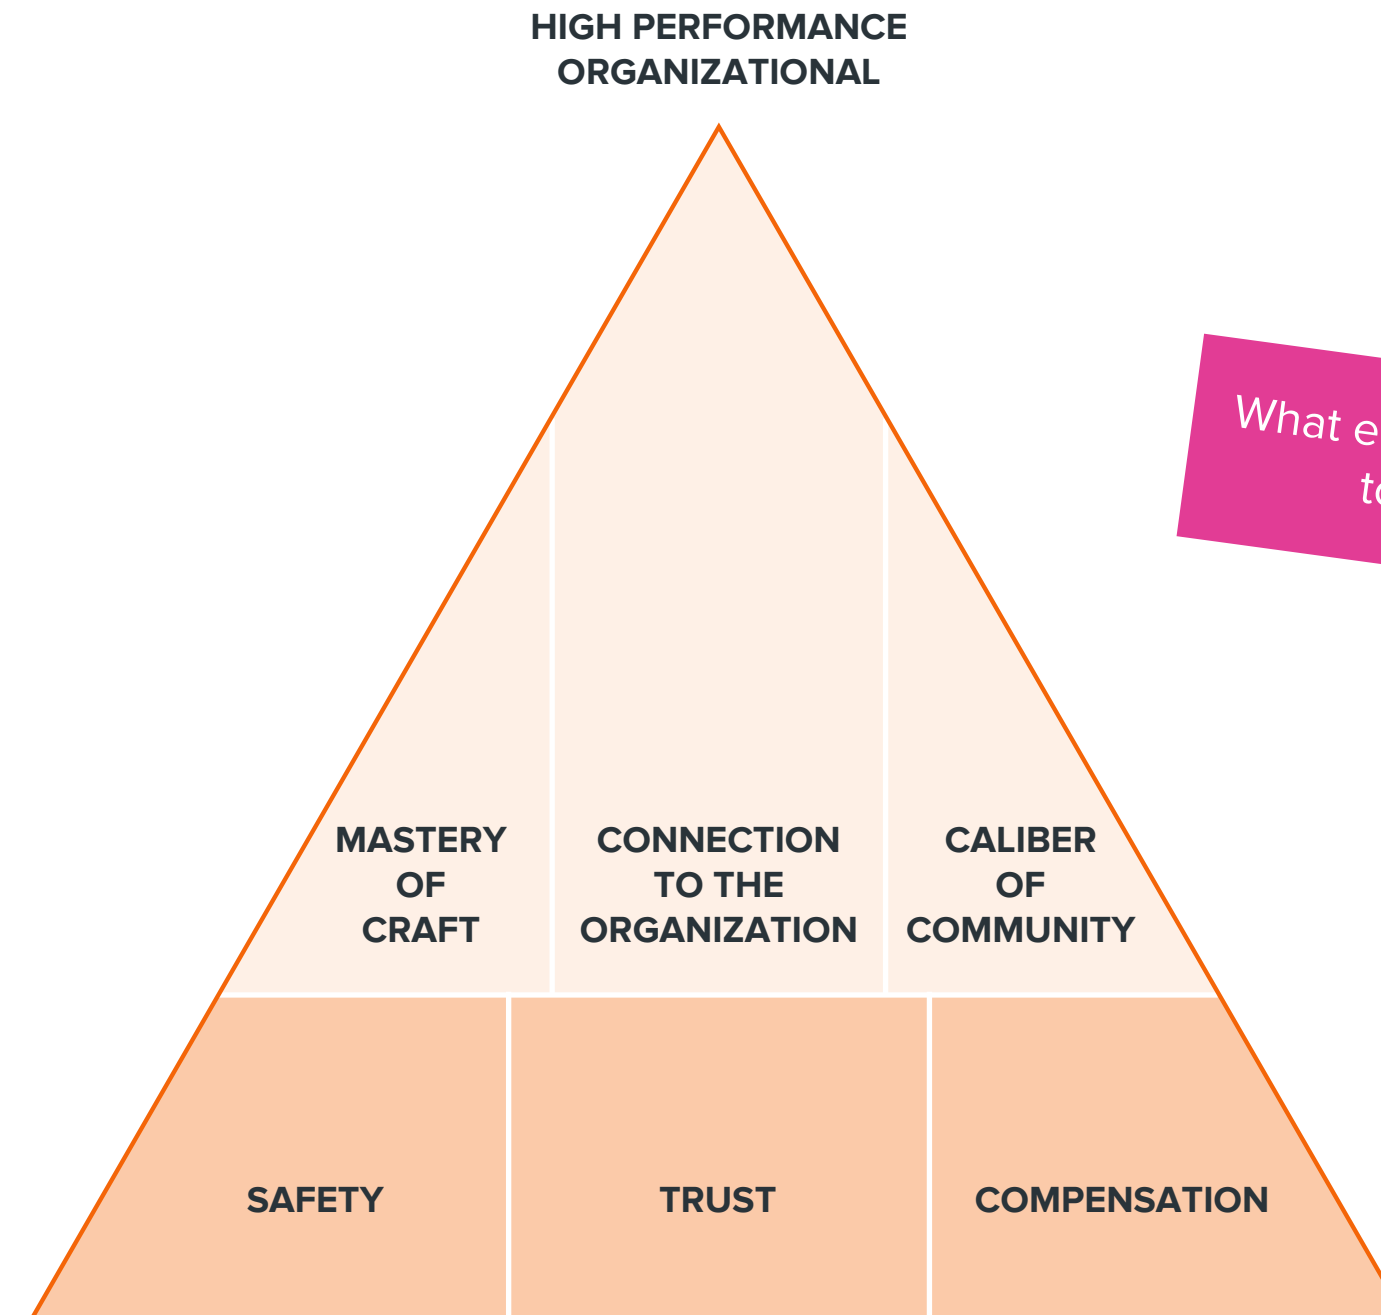 HIGH PERFORMANCE
ORGANIZATIONAL
What
MASTERY
OF
CRAFT
CONNECTION
TO THE
ORGANIZATION
CALIBER
OF
COMMUNITY
SAFETY
TRUST
COMPENSATION